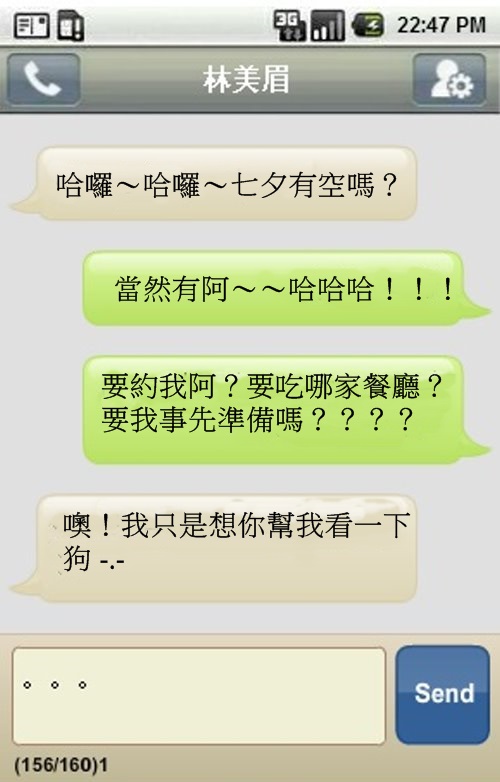 3G 22:47 PM
林美眉
哈囉～哈囉～七夕有空嗎？
當然有阿～～哈哈哈！！！
要約我阿？要吃哪家餐廳？
要我事先準備嗎？？？？
噢！我只是想你幫我看一下
狗 -.-
。。。
Send
(156/160)1